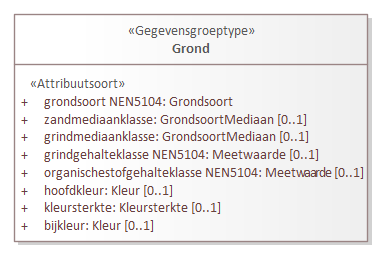 «Gegevensgroeptype»
Grond
«Attribuutsoort»
+ grondsoort NEN5104: Grondsoort
+ zandmediaanklasse: GrondsoortMediaan [0..1]
+ grindmediaanklasse: GrondsoortMediaan [0..1]
+ grindgehalteklasse NEN5104: Meetwaarde [0..1]
+ organischestofgehalteklasse NEN5104: Meetwaarde [0..1]
+ hoofdkleur: Kleur [0..1]
+ kleursterkte: Kleursterkte [0..1]
+ bijkleur: Kleur [0..1]